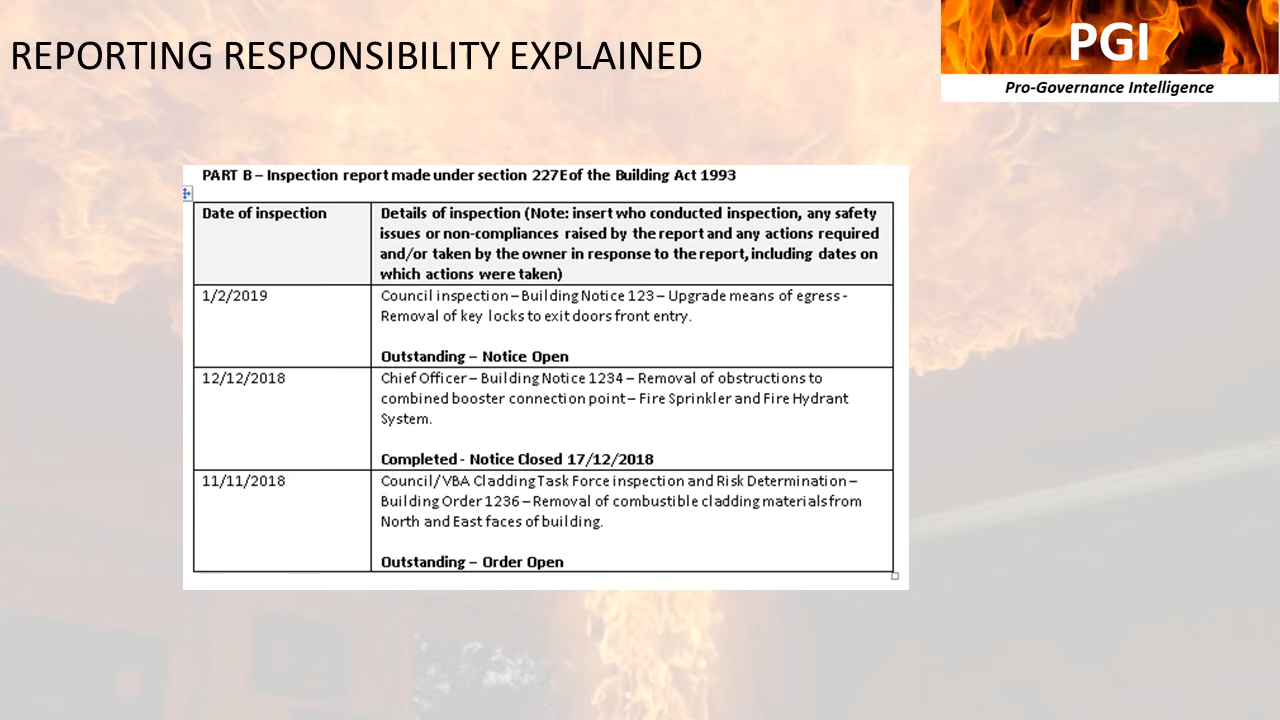 REPORTING RESPONSIBILITY EXPLAINED
PGI
Pro-Governance Intelligence
PART B – Inspection report made under section 227E of the Building Act 1993
Date of inspection
Details of inspection (Note: insert who conducted inspection, any safety
issues or non-compliances raised by the report and any actions required
and/or taken by the owner in response to the report, including dates on
which actions were taken)
1/2/2019
Council inspection – Building Notice 123 – Upgrade means of egress -
Removal of key locks to exit doors front entry.
Outstanding – Notice Open
12/12/2018
Chief Officer – Building Notice 1234 – Removal of obstructions to
combined booster connection point – Fire Sprinkler and Fire Hydrant
System.
Completed - Notice Closed 17/12/2018
11/11/2018
Council/VBA Cladding Task Force inspection and Risk Determination –
Building Order 1236 – Removal of combustible cladding materials from
North and East faces of building.
Outstanding – Order Open